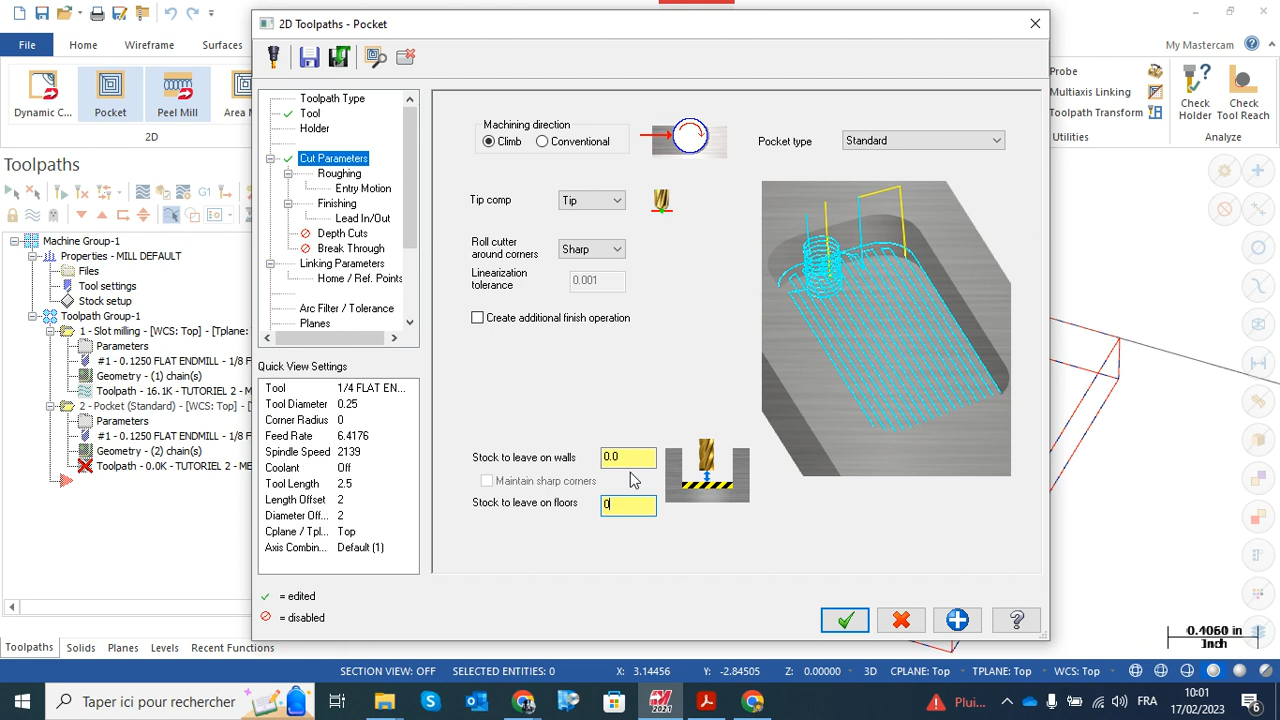 2D Toolpaths - Pocket
File
Home
Wireframe
Surfaces
My Mastercam
Dynamic C...
Pocket
Peel Mill
Area M
2D
Probe
Multiaxis Linking
Toolpath Transform
Utilities
Check Holder
Check Tool Reach
Analyze
Toolpaths
G1
Machine Group-1
Properties - MILL DEFAULT
Files
Tool settings
Stock setup
Toolpath Group-1
1 - Slot milling - [WCS: Top] - [Tplane:
Parameters
#1 - 0.1250 FLAT ENDMILL - 1/8 F
Geometry - (1) chain(s)
Toolpath - 16.1K - TUTORIEL 2 - M
2 - Pocket (Standard) - [WCS: Top] - [
Parameters
#1 - 0.1250 FLAT ENDMILL - 1/8 F
Geometry - (2) chain(s)
Toolpath - 0.0K - TUTORIEL 2 - ME
Toolpath Type
Tool
Holder
Cut Parameters
Roughing
Entry Motion
Finishing
Lead In/Out
Depth Cuts
Break Through
Linking Parameters
Home / Ref. Points
Arc Filter / Tolerance
Planes
Quick View Settings
Tool 1/4 FLAT EN...
Tool Diameter 0.25
Corner Radius 0
Feed Rate 6.4176
Spindle Speed 2139
Coolant Off
Tool Length 2.5
Length Offset 2
Diameter Off... 2
Cplane / Tpl... Top
Axis Combin... Default (1)
= edited
= disabled
Machining direction
Climb
Conventional
Pocket type
Standard
Tip comp
Tip
Roll cutter
around corners
Sharp
Linearization
tolerance
0.001
Create additional finish operation
Stock to leave on walls
0.0
Maintain sharp corners
Stock to leave on floors
0
0.4060 in
Inch
Toolpaths
Solids
Planes
Levels
Recent Functions
SECTION VIEW: OFF
SELECTED ENTITIES: 0
X: 3.14456
Y: -2.84505
Z: 0.00000
3D
CPLANE: Top
TPLANE: Top
WCS: Top
Taper ici pour rechercher
2021
Plui...
FRA
10:01
17/02/2023
6